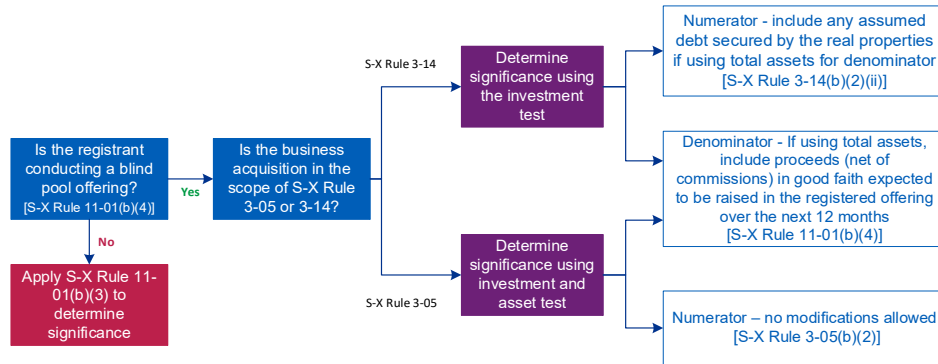 Is the registrant
conducting a blind
pool offering?
[S-X Rule 11-01(b)(4)]
Yes
No
Apply S-X Rule 11-
01(b)(3) to
determine
significance
Is the business
acquisition in the
scope of S-X Rule
3-05 or 3-14?
S-X Rule 3-14
Determine
significance using
the investment
test
S-X Rule 3-05
Determine
significance using
investment and
asset test
Numerator - include any assumed
debt secured by the real properties
if using total assets for denominator
[S-X Rule 3-14(b)(2)(ii)]
Denominator - If using total assets,
include proceeds (net of
commissions) in good faith expected
to be raised in the registered offering
over the next 12 months
[S-X Rule 11-01(b)(4)]
Numerator – no modifications allowed
[S-X Rule 3-05(b)(2)]